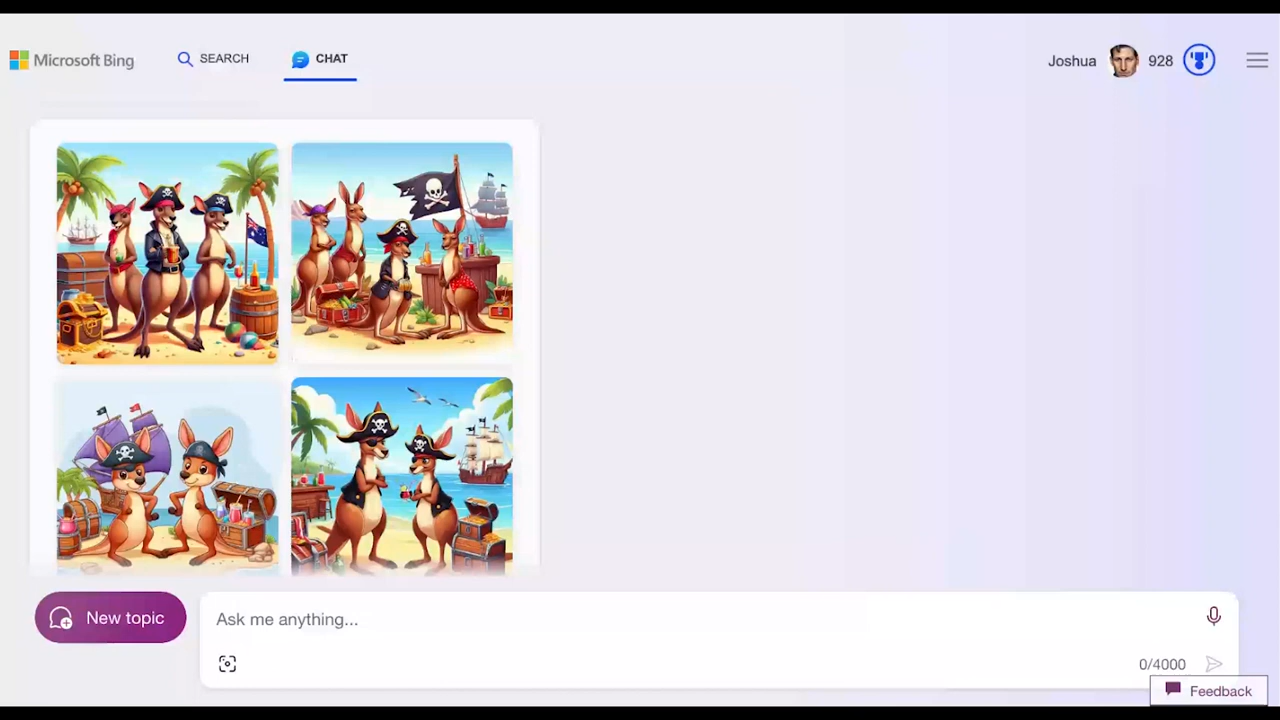 Microsoft Bing
SEARCH
CHAT
Joshua
928
New topic
Ask me anything...
0/4000
Feedback